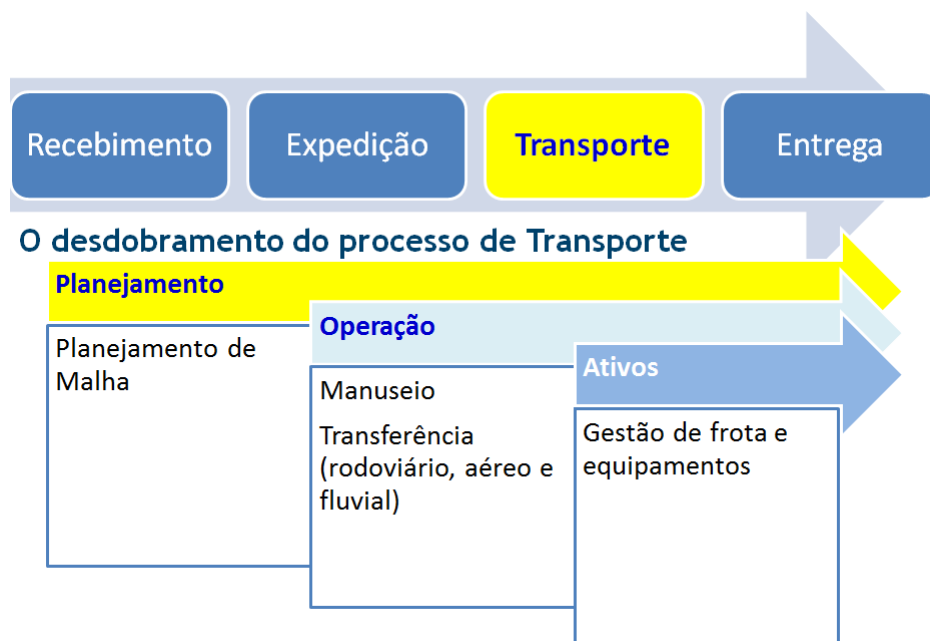 Recebimento
Expedição
Transporte
Entrega
O desdobramento do processo de Transporte
Planejamento
Planejamento de
Malha
Operação
Manuseio
Transferência
(rodoviário, aéreo e
fluvial)
Ativos
Gestão de frota e
equipamentos